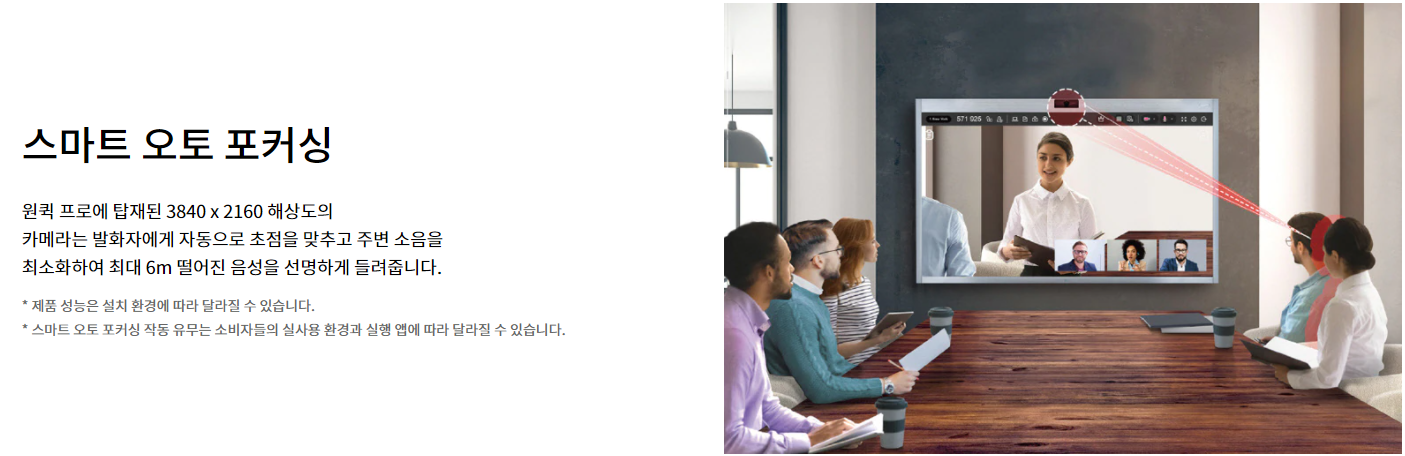 스마트 오토 포커싱
원퀵 프로에 탑재된 3840 x 2160 해상도의
카메라는 발화자에게 자동으로 초점을 맞추고 주변 소음을
최소화하여 최대 6m 떨어진 음성을 선명하게 들려줍니다.
* 제품 성능은 설치 환경에 따라 달라질 수 있습니다.
* 스마트 오토 포커싱 작동 유무는 소비자들의 실사용 환경과 실행 앱에 따라 달라질 수 있습니다.
571 025